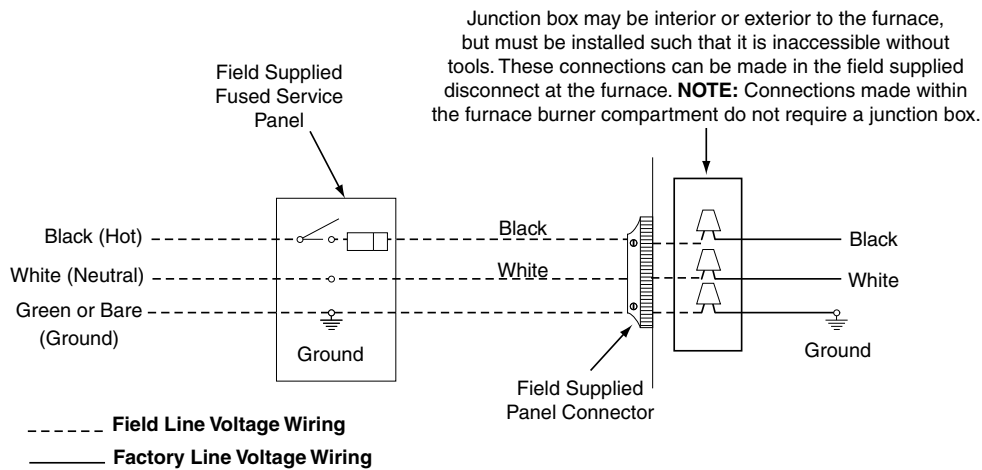 Junction box may be interior or exterior to the furnace,
but must be installed such that it is inaccessible without
tools. These connections can be made in the field supplied
disconnect at the furnace. NOTE: Connections made within
the furnace burner compartment do not require a junction box.
Field Supplied
Fused Service
Panel
Black (Hot)
Black
Black
White (Neutral)
White
White
Green or Bare
(Ground)
Ground
Ground
Field Supplied
Panel Connector
Field Line Voltage Wiring
Factory Line Voltage Wiring